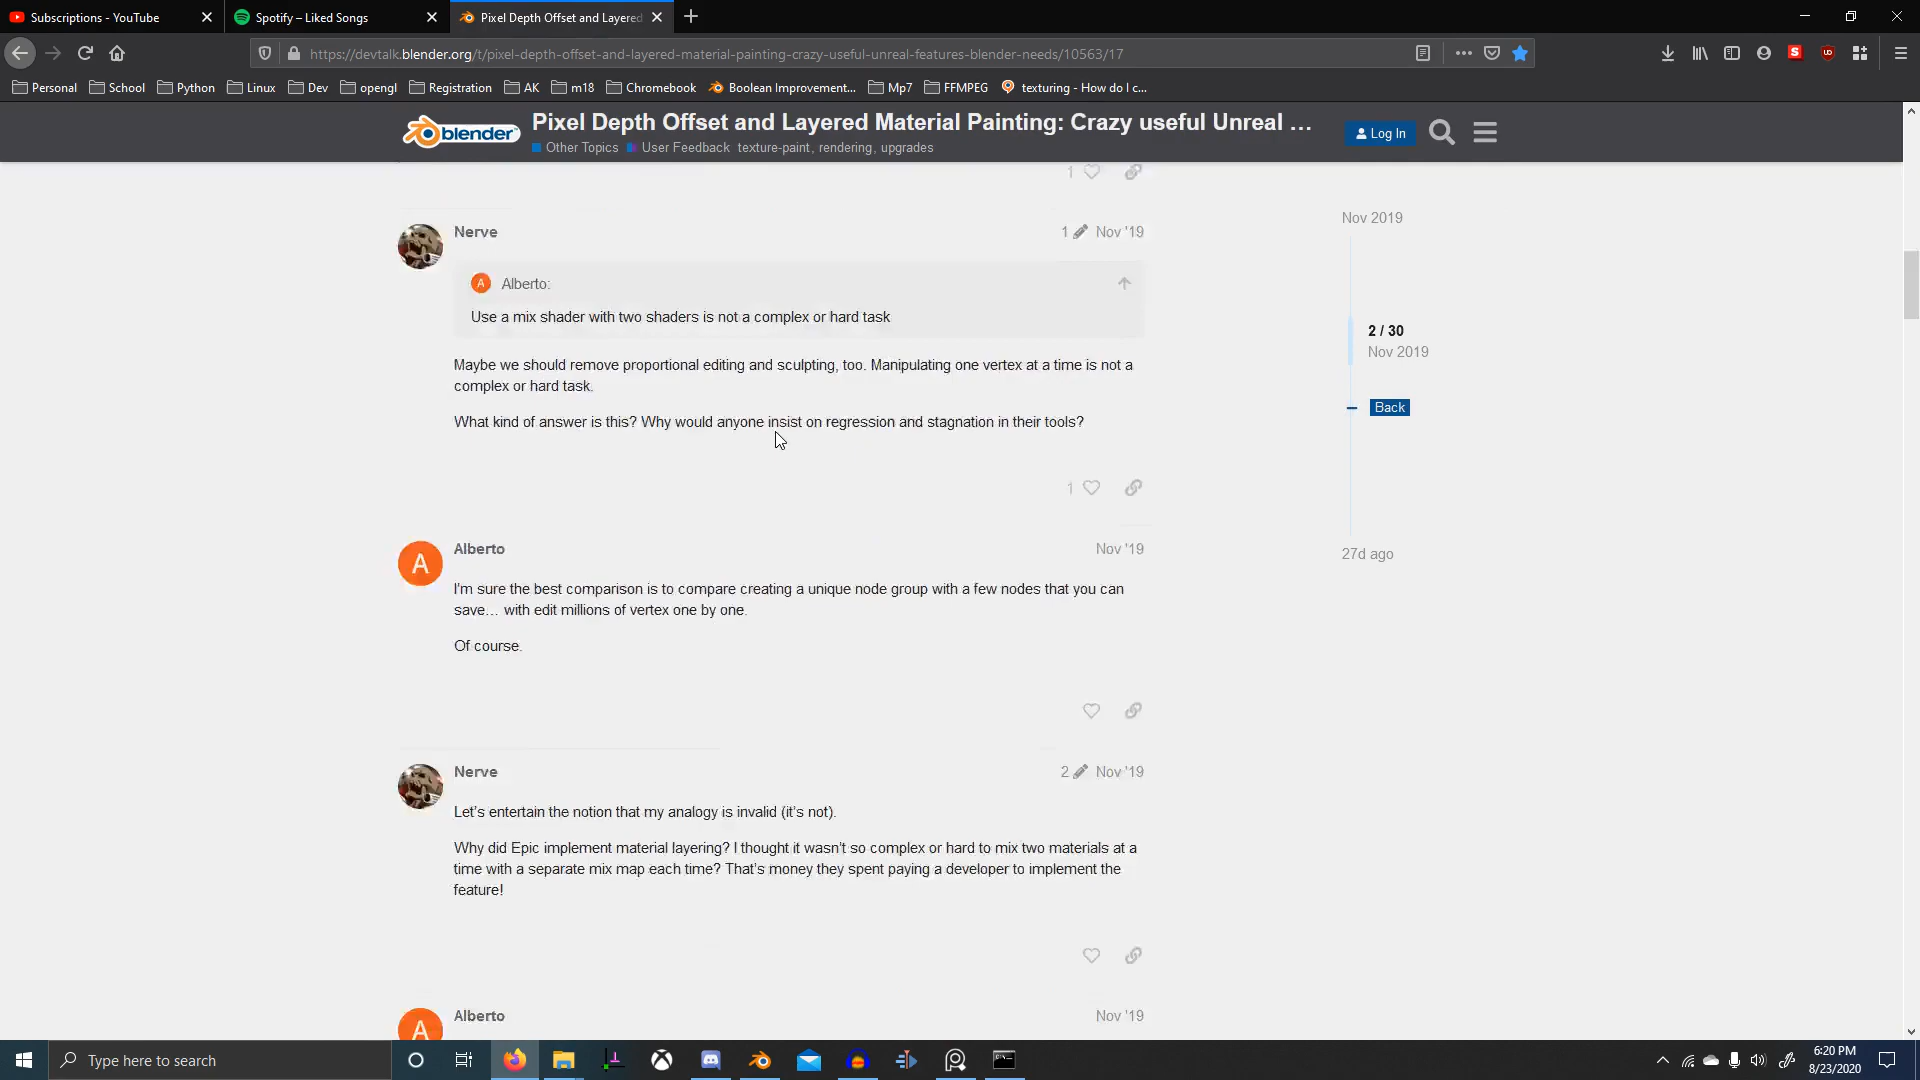 Subscriptions - YouTube
Spotify – Liked Songs
Pixel Depth Offset and Layered
https://devtalk.blender.org/t/pixel-depth-offset-and-layered-material-painting-crazy-useful-unreal-features-blender-needs/10563/17
Personal School Python Linux Dev opengl Registration AK m18 Chromebook Boolean Improvement... Mp7 FFMPEG texturing - How do I c...
blender
Pixel Depth Offset and Layered Material Painting: Crazy useful Unreal …
Other Topics User Feedback texture-paint, rendering, upgrades
Log In
1
Nerve
1 Nov '19
A Alberto:
Use a mix shader with two shaders is not a complex or hard task
Maybe we should remove proportional editing and sculpting, too. Manipulating one vertex at a time is not a
complex or hard task.
What kind of answer is this? Why would anyone insist on regression and stagnation in their tools?
1
A
Alberto
Nov '19
I'm sure the best comparison is to compare creating a unique node group with a few nodes that you can
save… with edit millions of vertex one by one.
Of course.
Nerve
2 Nov '19
Let's entertain the notion that my analogy is invalid (it's not).
Why did Epic implement material layering? I thought it wasn't so complex or hard to mix two materials at a
time with a separate mix map each time? That's money they spent paying a developer to implement the
feature!
A
Alberto
Nov '19
Nov 2019
2 / 30
Nov 2019
Back
27d ago
Type here to search
6:20 PM
8/23/2020